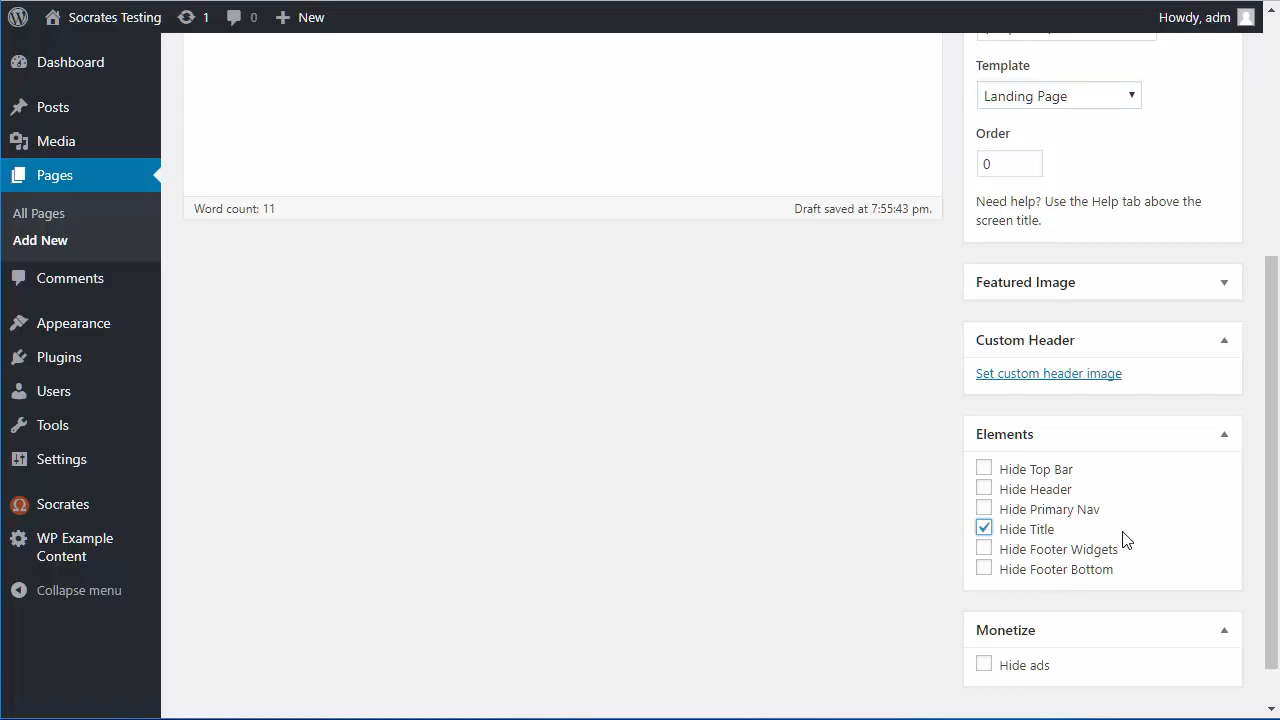 Socrates Testing
1
0
New
Howdy, adm
Dashboard
Posts
Media
Pages
All Pages
Add New
Comments
Appearance
Plugins
Users
Tools
Settings
Socrates
WP Example
Content
Collapse menu
Word count: 11
Draft saved at 7:55:43 pm.
Template
Landing Page
Order
0
Need help? Use the Help tab above the
screen title.
Featured Image
Custom Header
Set custom header image
Elements
Hide Top Bar
Hide Header
Hide Primary Nav
Hide Title
Hide Footer Widgets
Hide Footer Bottom
Monetize
Hide ads